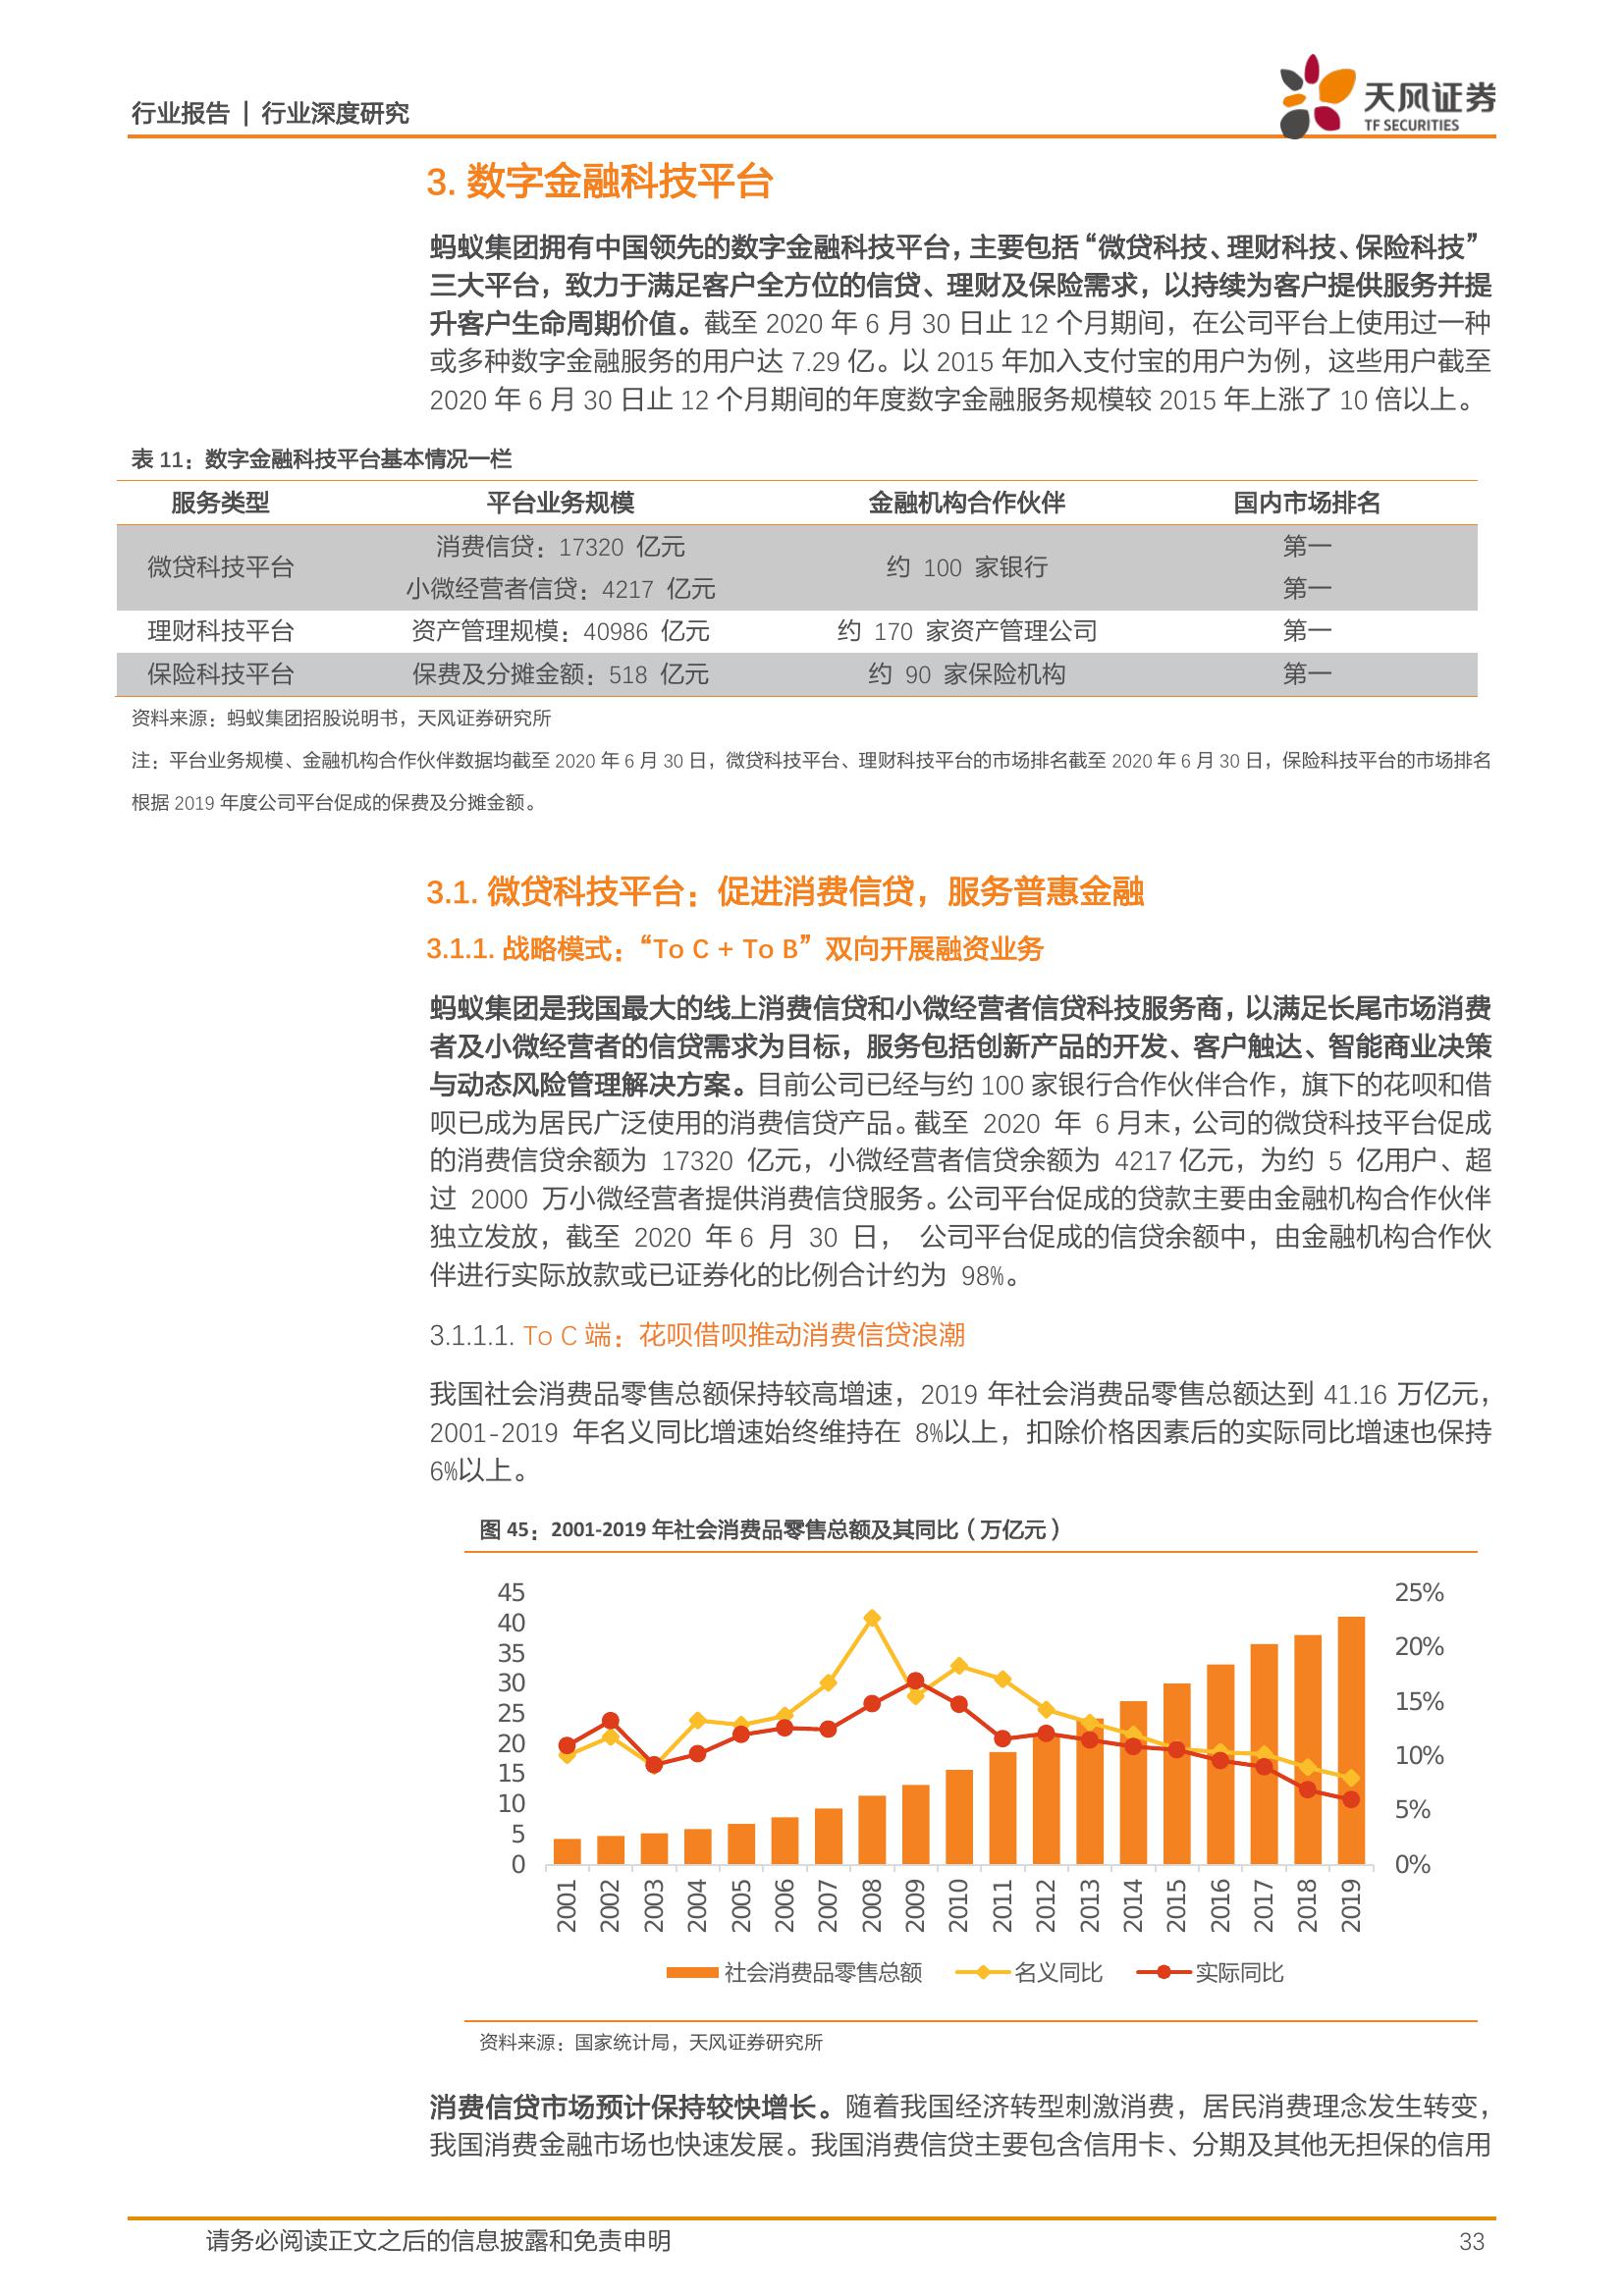 行业报告 | 行业深度研究
天风证券
TF SECURITIES
3. 数字金融科技平台
蚂蚁集团拥有中国领先的数字金融科技平台，主要包括“微贷科技、理财科技、保险科技”
三大平台，致力于满足客户全方位的信贷、理财及保险需求，以持续为客户提供服务并提
升客户生命周期价值。截至 2020 年 6 月 30 日止 12 个月期间，在公司平台上使用过一种
或多种数字金融服务的用户达 7.29 亿。以 2015 年加入支付宝的用户为例，这些用户截至
2020 年 6 月 30 日止 12 个月期间的年度数字金融服务规模较 2015 年上涨了 10 倍以上。
表 11：数字金融科技平台基本情况一栏
服务类型 平台业务规模 金融机构合作伙伴 国内市场排名
微贷科技平台 消费信贷：17320 亿元 约 100 家银行 第一
小微经营者信贷：4217 亿元 第一
理财科技平台 资产管理规模：40986 亿元 约 170 家资产管理公司 第一
保险科技平台 保费及分摊金额：518 亿元 约 90 家保险机构 第一
资料来源：蚂蚁集团招股说明书，天风证券研究所
注：平台业务规模、金融机构合作伙伴数据均截至 2020 年 6 月 30 日，微贷科技平台、理财科技平台的市场排名截至 2020 年 6 月 30 日，保险科技平台的市场排名
根据 2019 年度公司平台促成的保费及分摊金额。
3.1. 微贷科技平台：促进消费信贷，服务普惠金融
3.1.1. 战略模式：“To C + To B”双向开展融资业务
蚂蚁集团是我国最大的线上消费信贷和小微经营者信贷科技服务商，以满足长尾市场消费
者及小微经营者的信贷需求为目标，服务包括创新产品的开发、客户触达、智能商业决策
与动态风险管理解决方案。目前公司已经与约 100 家银行合作伙伴合作，旗下的花呗和借
呗已成为居民广泛使用的消费信贷产品。截至 2020 年 6 月末，公司的微贷科技平台促成
的消费信贷余额为 17320 亿元，小微经营者信贷余额为 4217 亿元，为约 5 亿用户、超
过 2000 万小微经营者提供消费信贷服务。公司平台促成的贷款主要由金融机构合作伙伴
独立发放，截至 2020 年 6 月 30 日， 公司平台促成的信贷余额中，由金融机构合作伙
伴进行实际放款或已证券化的比例合计约为 98%。
3.1.1.1. To C 端：花呗借呗推动消费信贷浪潮
我国社会消费品零售总额保持较高增速，2019 年社会消费品零售总额达到 41.16 万亿元，
2001-2019 年名义同比增速始终维持在 8%以上，扣除价格因素后的实际同比增速也保持
6%以上。
图 45：2001-2019 年社会消费品零售总额及其同比（万亿元）
45 25%
40
35 20%
30
25 15%
20
15 10%
10
5 5%
0 0%
2001 2002 2003 2004 2005 2006 2007 2008 2009 2010 2011 2012 2013 2014 2015 2016 2017 2018 2019
社会消费品零售总额 名义同比 实际同比
资料来源：国家统计局，天风证券研究所
消费信贷市场预计保持较快增长。随着我国经济转型刺激消费，居民消费理念发生转变，
我国消费金融市场也快速发展。我国消费信贷主要包含信用卡、分期及其他无担保的信用
请务必阅读正文之后的信息披露和免责申明 33